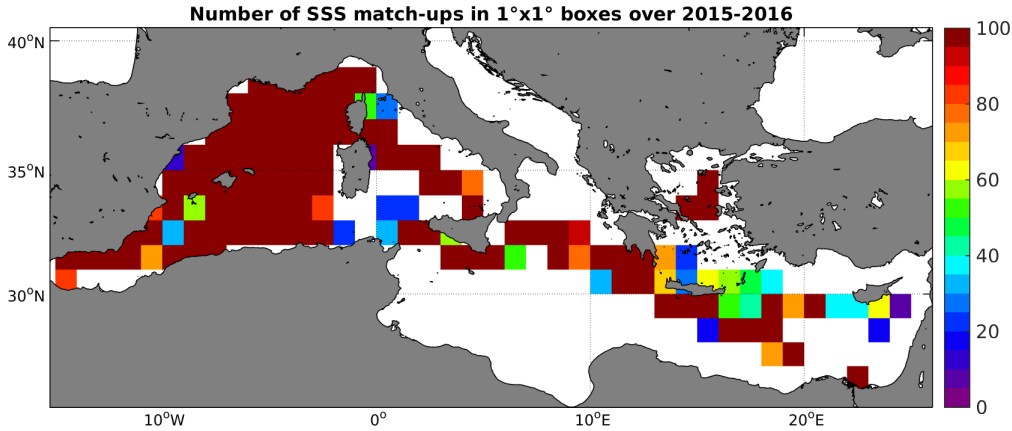 Number of SSS match-ups in 1°x1° boxes over 2015-2016
40°N
35°N
30°N
10°W
0°
10°E
20°E
100
80
60
40
20
0